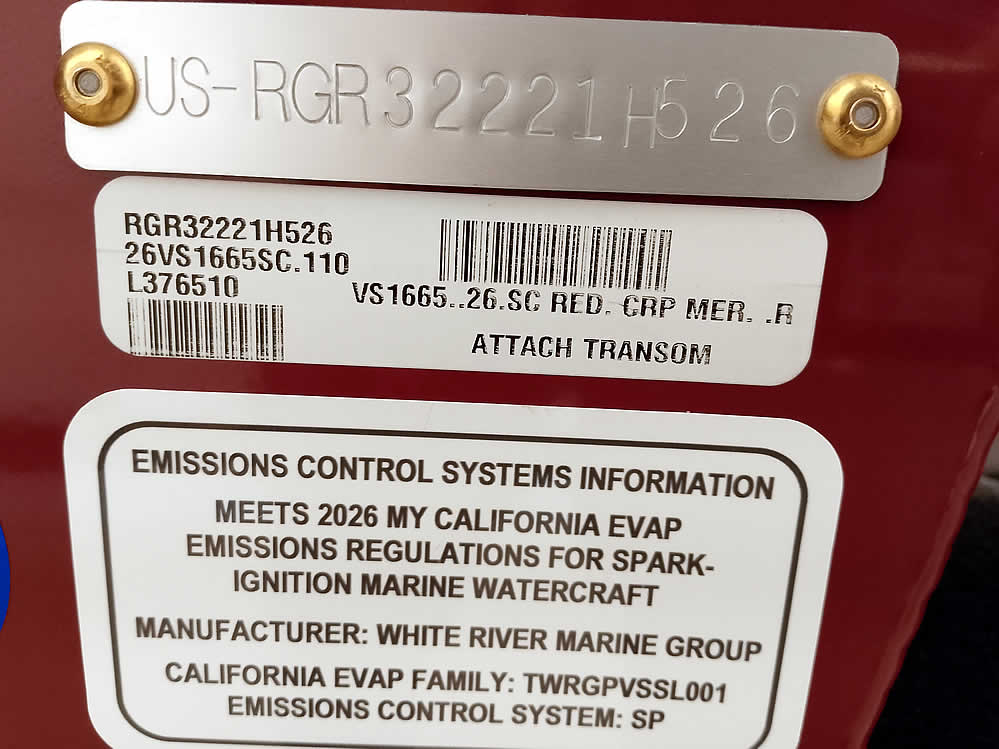 US-RGR32221H526
RGR32221H526
26VS1665SC.110
L376510
VS1665..26.SC RED. CRP MER. .R
ATTACH TRANSOM
EMISSIONS CONTROL SYSTEMS INFORMATION
MEETS 2026 MY CALIFORNIA EVAP
EMISSIONS REGULATIONS FOR SPARK-
IGNITION MARINE WATERCRAFT
MANUFACTURER: WHITE RIVER MARINE GROUP
CALIFORNIA EVAP FAMILY: TWRGPVSSL001
EMISSIONS CONTROL SYSTEM: SP